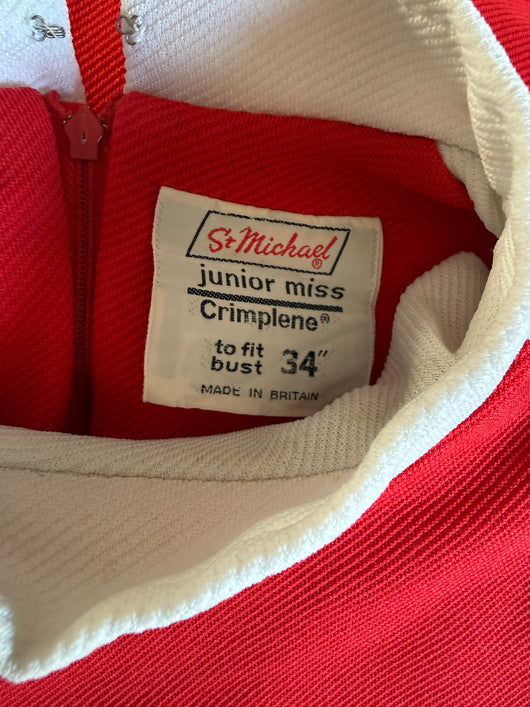 St Michael®
junior miss
Crimplene®
to fit
bust 34"
MADE IN BRITAIN